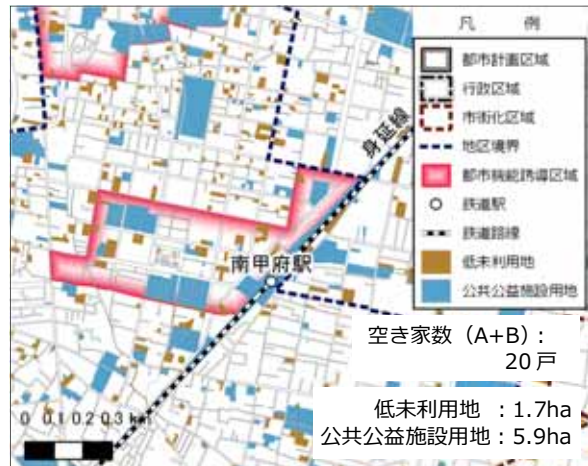 凡 例
都市計画区域
行政区域
市街化区域
地区境界
都市機能誘導区域
鉄道駅
鉄道路線
低未利用地
公共公益施設用地
身延線
南甲府駅
空き家数（A+B）：
20戸
低未利用地 ：1.7ha
公共公益施設用地：5.9ha
0 0.1 0.2 0.3 km